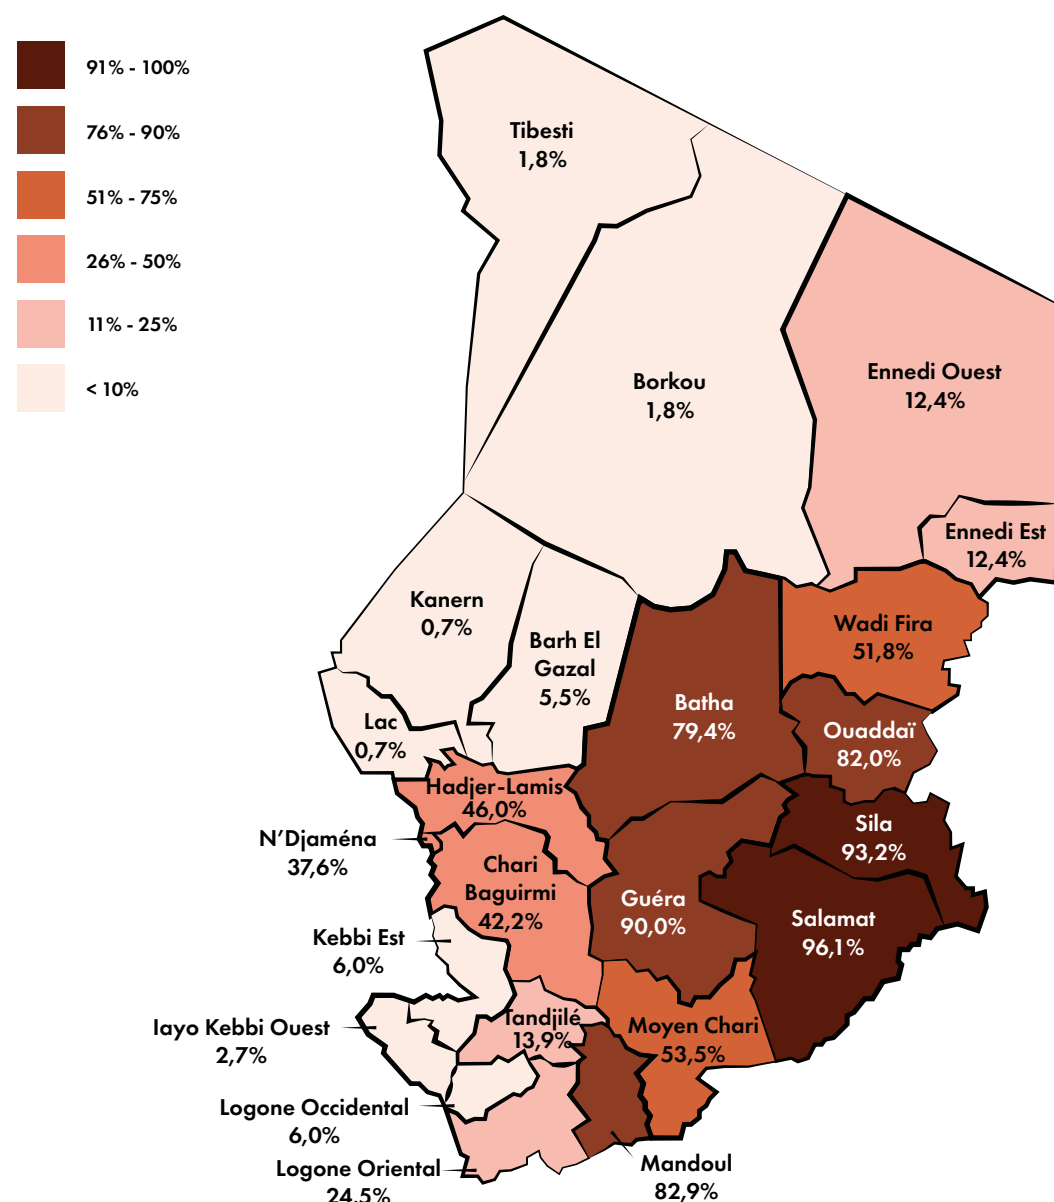 91% - 100%
76% - 90%
51% - 75%
26% - 50%
11% - 25%
< 10%
Tibesti
1,8%
Borkou
1,8%
Ennedi Ouest
12,4%
Ennedi Est
12,4%
Kanern
0,7%
Barh El
Gazal
5,5%
Wadi Fira
51,8%
Batha
79,4%
Ouaddaï
82,0%
Lac
0,7%
Hadjer-Lamis
46,0%
N'Djaména
37,6%
Chari
Baguirmi
42,2%
Sila
93,2%
Guéra
90,0%
Salamat
96,1%
Kebbi Est
6,0%
Iayo Kebbi Ouest
2,7%
Tandjilé
13,9%
Moyen Chari
53,5%
Logone Occidental
6,0%
Logone Oriental
24,5%
Mandoul
82,9%